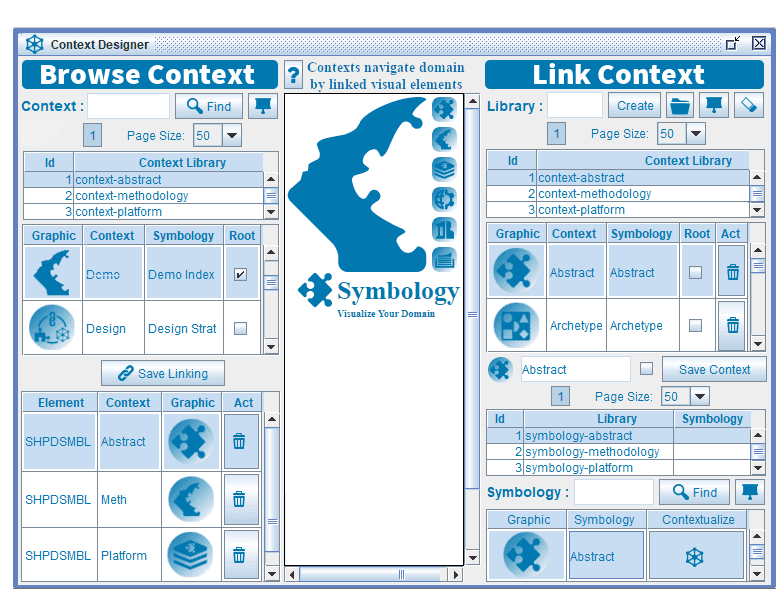 Context Designer
Browse Context
Context :
Find
1
Page Size: 50
Id Context Library
1 context-abstract
2 context-methodology
3 context-platform
Graphic Context Symbology Root
Demo Demo Index
Design Design Strat
Save Linking
Element Context Graphic Act
SHPDSMBL Abstract
SHPDSMBL Meth
SHPDSMBL Platform
? Contexts navigate domain
by linked visual elements
Symbology
Visualize Your Domain
Link Context
Library : Create
1 Page Size: 50
Id Context Library
1 context-abstract
2 context-methodology
3 context-platform
Graphic Context Symbology Root Act
Abstract Abstract
Archetype Archetype
Abstract Save Context
1 Page Size: 50
Id Library Symbology
1 symbology-abstract
2 symbology-methodology
3 symbology-platform
Symbology : Find
Graphic Symbology Contextualize
Abstract